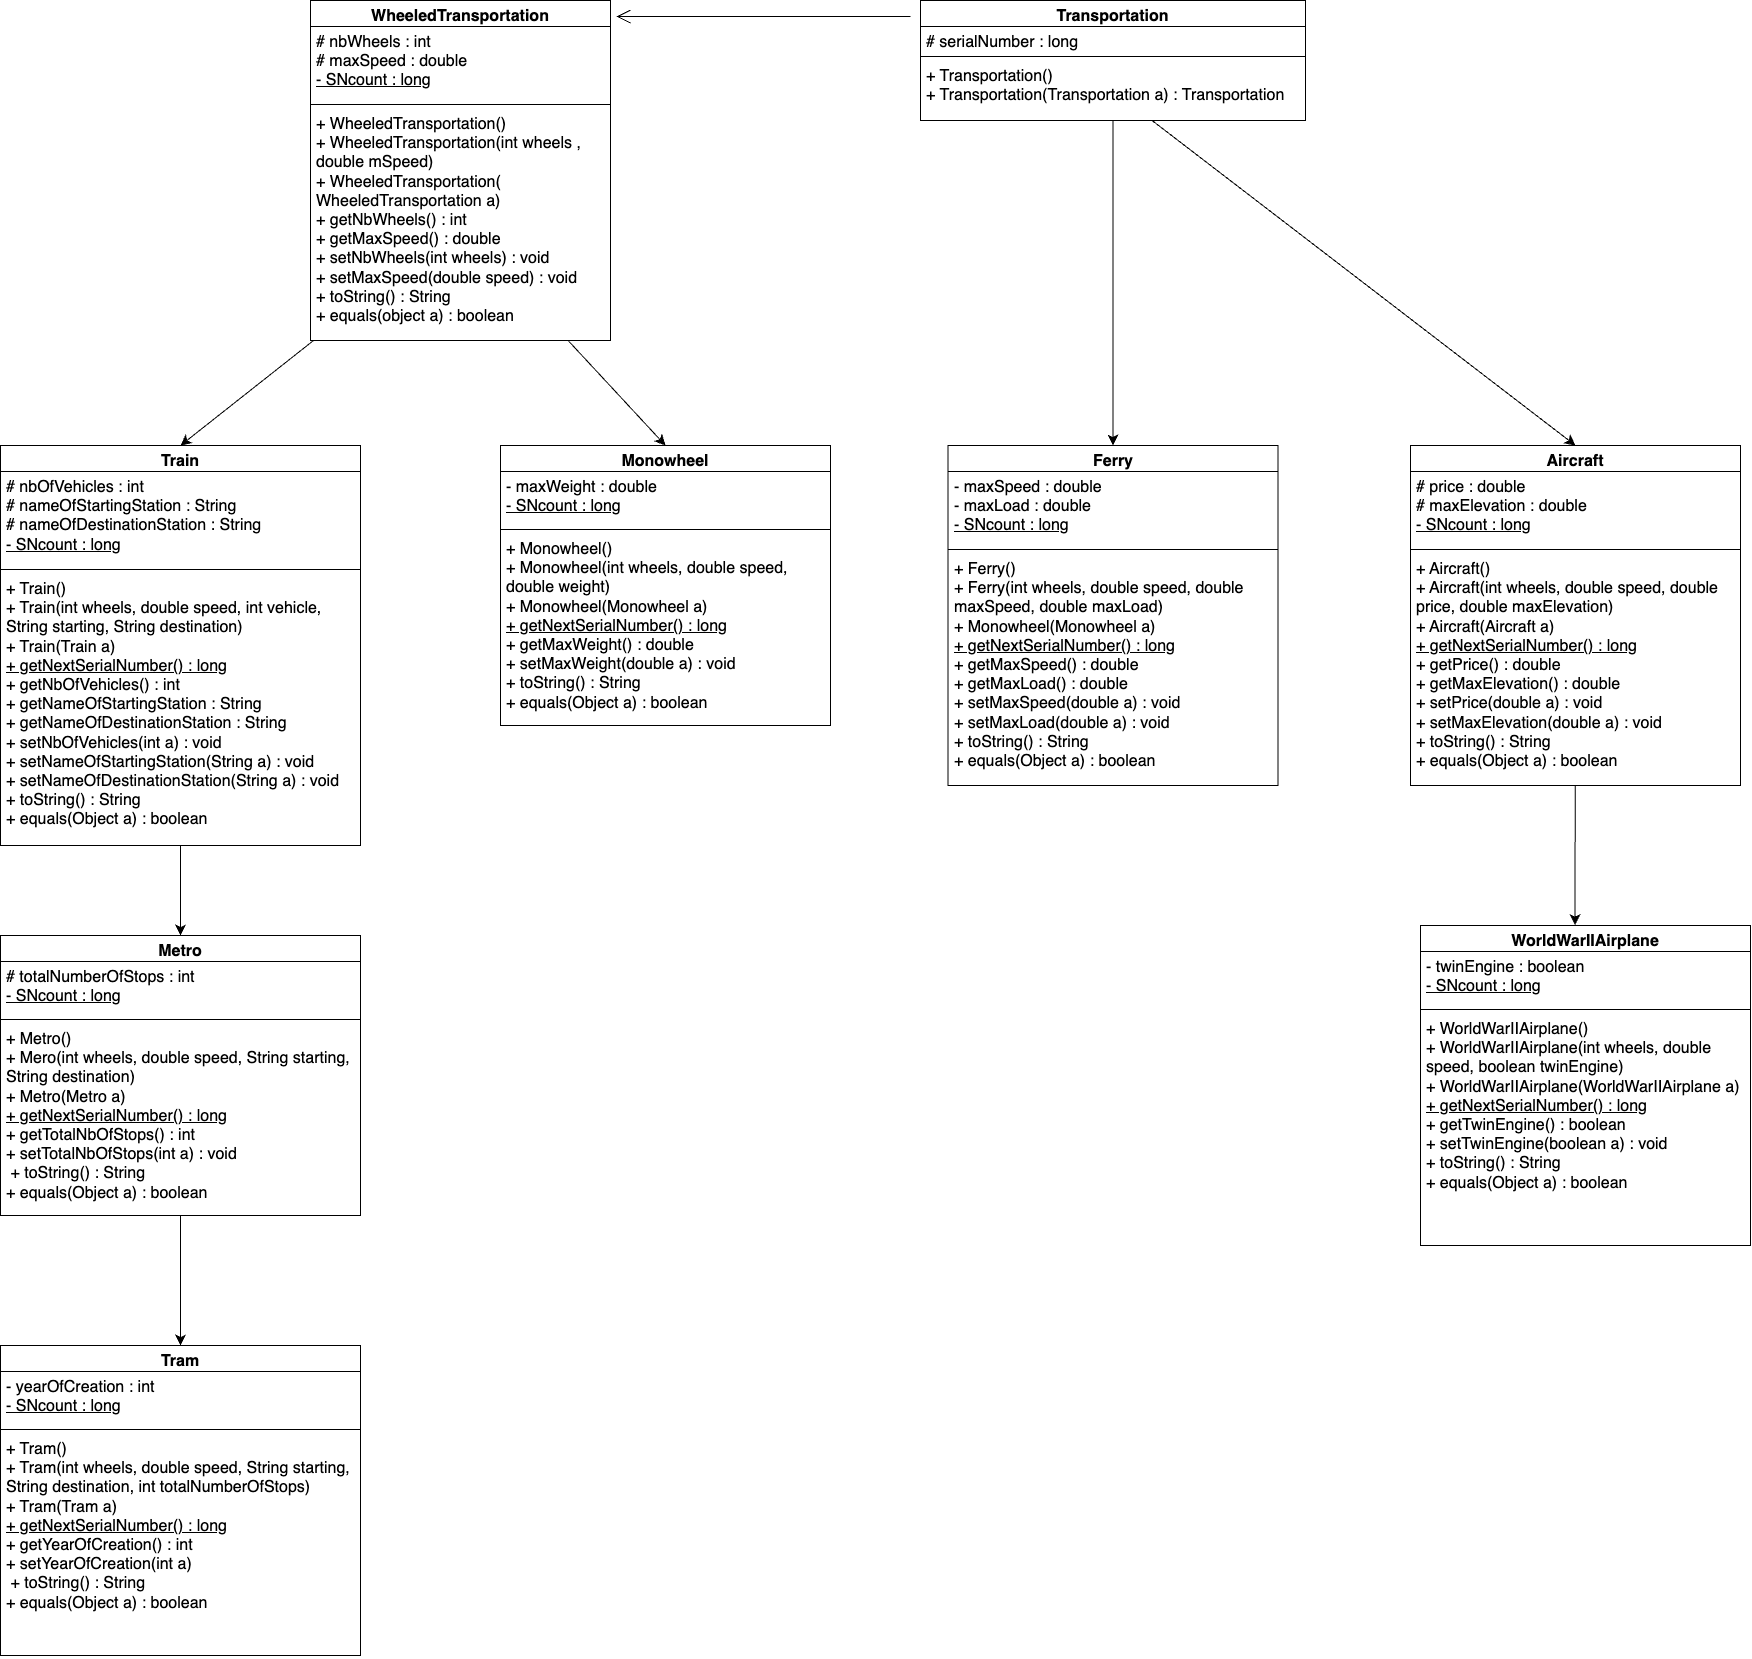 WheeledTransportation
# nbWheels : int
# maxSpeed : double
- SNcount : long
+ WheeledTransportation()
+ WheeledTransportation(int wheels ,
double mSpeed)
+ WheeledTransportation(
WheeledTransportation a)
+ getNbWheels() : int
+ getMaxSpeed() : double
+ setNbWheels(int wheels) : void
+ setMaxSpeed(double speed) : void
+ toString() : String
+ equals(object a) : boolean
Transportation
# serialNumber : long
+ Transportation()
+ Transportation(Transportation a) : Transportation
Train
# nbOfVehicles : int
# nameOfStartingStation : String
# nameOfDestinationStation : String
- SNcount : long
+ Train()
+ Train(int wheels, double speed, int vehicle,
String starting, String destination)
+ Train(Train a)
+ getNextSerialNumber() : long
+ getNbOfVehicles() : int
+ getNameOfStartingStation : String
+ getNameOfDestinationStation : String
+ setNbOfVehicles(int a) : void
+ setNameOfStartingStation(String a) : void
+ setNameOfDestinationStation(String a) : void
+ toString() : String
+ equals(Object a) : boolean
Monowheel
- maxWeight : double
- SNcount : long
+ Monowheel()
+ Monowheel(int wheels, double speed,
double weight)
+ Monowheel(Monowheel a)
+ getNextSerialNumber() : long
+ getMaxWeight() : double
+ setMaxWeight(double a) : void
+ toString() : String
+ equals(Object a) : boolean
Ferry
- maxSpeed : double
- maxLoad : double
- SNcount : long
+ Ferry()
+ Ferry(int wheels, double speed, double
maxSpeed, double maxLoad)
+ Monowheel(Monowheel a)
+ getNextSerialNumber() : long
+ getMaxSpeed() : double
+ getMaxLoad() : double
+ setMaxSpeed(double a) : void
+ setMaxLoad(double a) : void
+ toString() : String
+ equals(Object a) : boolean
Aircraft
# price : double
# maxElevation : double
- SNcount : long
+ Aircraft()
+ Aircraft(int wheels, double speed, double
price, double maxElevation)
+ Aircraft(Aircraft a)
+ getNextSerialNumber() : long
+ getPrice() : double
+ getMaxElevation() : double
+ setPrice(double a) : void
+ setMaxElevation(double a) : void
+ toString() : String
+ equals(Object a) : boolean
Metro
# totalNumberOfStops : int
- SNcount : long
+ Metro()
+ Mero(int wheels, double speed, String starting,
String destination)
+ Metro(Metro a)
+ getNextSerialNumber() : long
+ getTotalNbOfStops() : int
+ setTotalNbOfStops(int a) : void
+ toString() : String
+ equals(Object a) : boolean
WorldWarIIAirplane
- twinEngine : boolean
- SNcount : long
+ WorldWarIIAirplane()
+ WorldWarIIAirplane(int wheels, double
speed, boolean twinEngine)
+ WorldWarIIAirplane(WorldWarIIAirplane a)
+ getNextSerialNumber() : long
+ getTwinEngine() : boolean
+ setTwinEngine(boolean a) : void
+ toString() : String
+ equals(Object a) : boolean
Tram
- yearOfCreation : int
- SNcount : long
+ Tram()
+ Tram(int wheels, double speed, String starting,
String destination, int totalNumberOfStops)
+ Tram(Tram a)
+ getNextSerialNumber() : long
+ getYearOfCreation() : int
+ setYearOfCreation(int a)
+ toString() : String
+ equals(Object a) : boolean